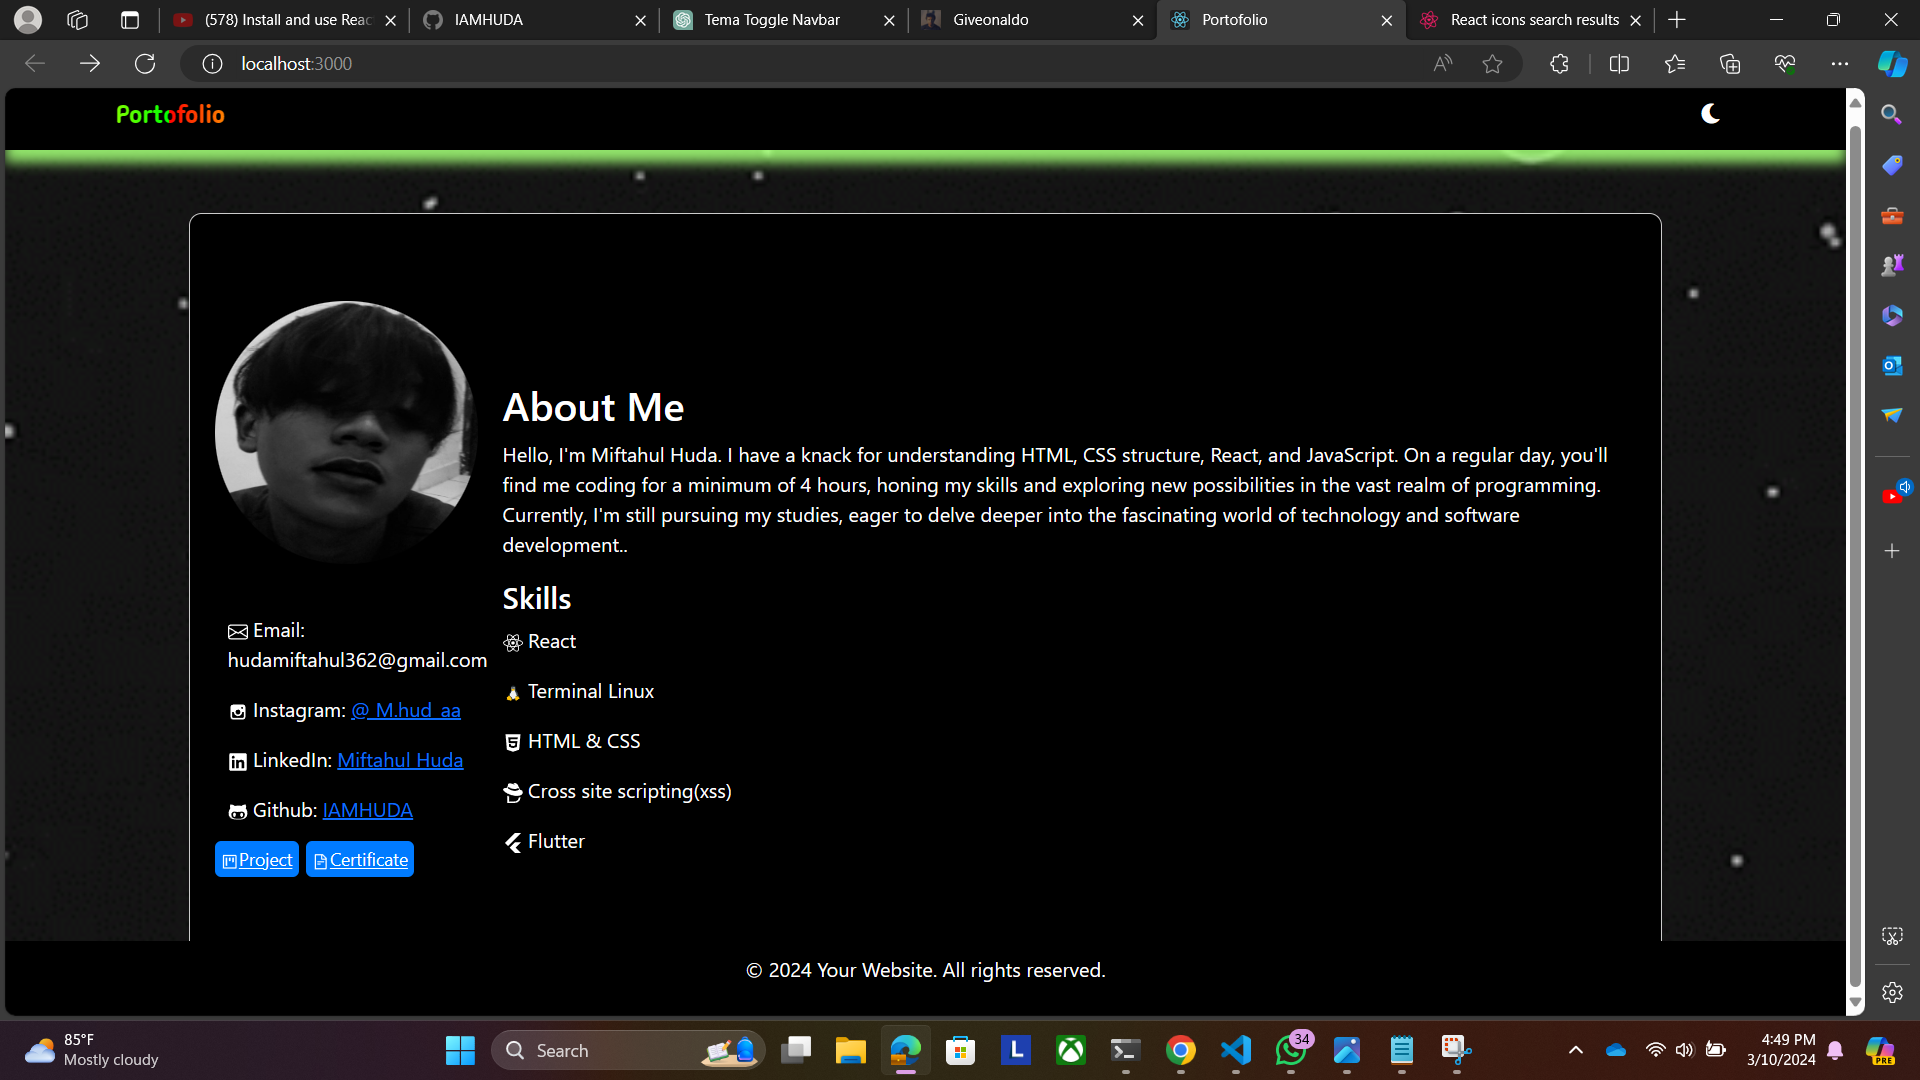 (578) Install and use Reac
IAMHUDA
Tema Toggle Navbar
Giveonaldo
Portofolio
React icons search results
localhost:3000
Portofolio
About Me
Hello, I'm Miftahul Huda. I have a knack for understanding HTML, CSS structure, React, and JavaScript. On a regular day, you'll
find me coding for a minimum of 4 hours, honing my skills and exploring new possibilities in the vast realm of programming.
Currently, I'm still pursuing my studies, eager to delve deeper into the fascinating world of technology and software
development..
Skills
React
Terminal Linux
HTML & CSS
Cross site scripting(xss)
Flutter
Email:
hudamiftahul362@gmail.com
Instagram: @_M.hud_aa
LinkedIn: Miftahul Huda
Github: IAMHUDA
Project Certificate
© 2024 Your Website. All rights reserved.
85°F
Mostly cloudy
Search
L
34
4:49 PM
3/10/2024
PRE